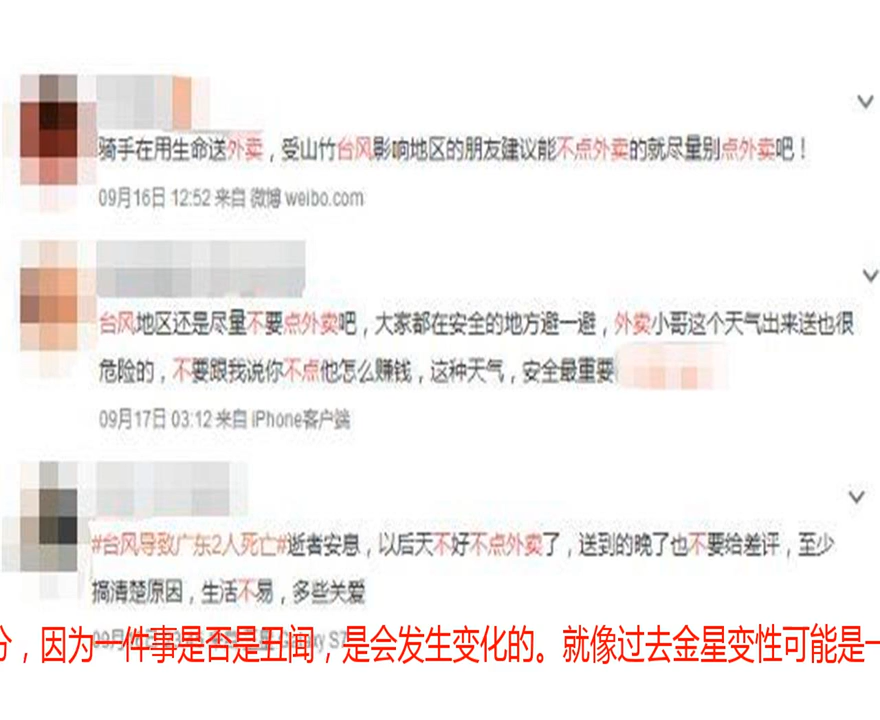 骑手在用生命送外卖，受山竹台风影响地区的朋友建议能不点外卖的就尽量别点外卖吧！
09月16日 12:52 来自 微博 weibo.com
台风地区还是尽量不要点外卖吧，大家都在安全的地方避一避，外卖小哥这个天气出来送也很
危险的，不要跟我说你不点他怎么赚钱，这种天气，安全最重要
09月17日 03:12 来自 iPhone客户端
#台风导致广东2人死亡#逝者安息，以后天不好不点外卖了，送到的晚了也不要给差评，至少
搞清楚原因，生活不易，多些关爱
分，因为一件事是否是丑闻，是会发生变化的。就像过去金星变性可能是一